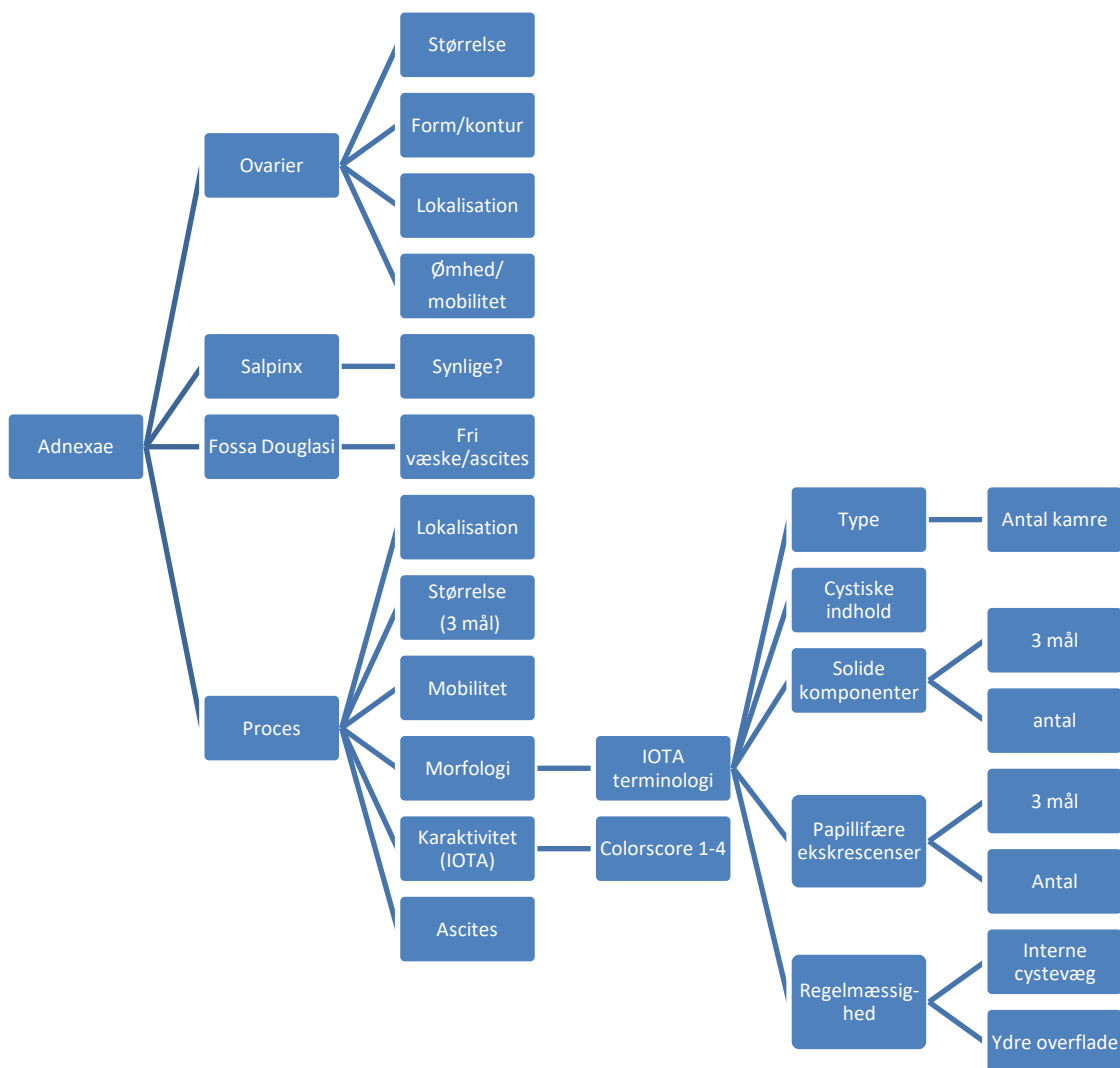 Adnexae
Ovarier
Størrelse
Form/kontur
Lokalisation
Ømhed/
mobilitet
Salpinx
Synlige?
Fossa Douglasi
Fri
væske/ascites
Proces
Lokalisation
Størrelse
(3 mål)
Mobilitet
Morfologi
IOTA
terminologi
Type
Antal kamre
Cystiske
indhold
Solide
komponenter
3 mål
antal
Papillifære
ekskrescenser
3 mål
Antal
Regelmæssig-
hed
Interne
cystevæg
Ydre overflade
Karaktivitet
(IOTA)
Colorscore 1-4
Ascites